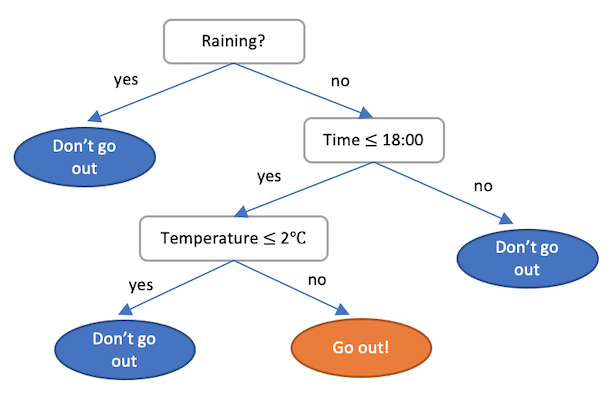 Raining?
yes
no
Don’t go
out
Time ≤ 18:00
yes
no
Temperature ≤ 2℃
Don’t go
out
yes
no
Don’t go
out
Go out!